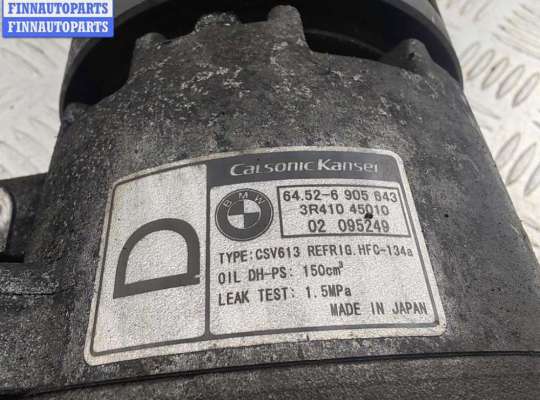 FINNAUTOPARTS
FINNAUTOPARTS
Calsonic Kansei
BMW
64.52-6 905 643
3R410 45010
02 095249
D
TYPE:CSV613 REFRIG.HFC-134a
OIL DH-PS: 150cm³
LEAK TEST: 1.5MPa
MADE IN JAPAN